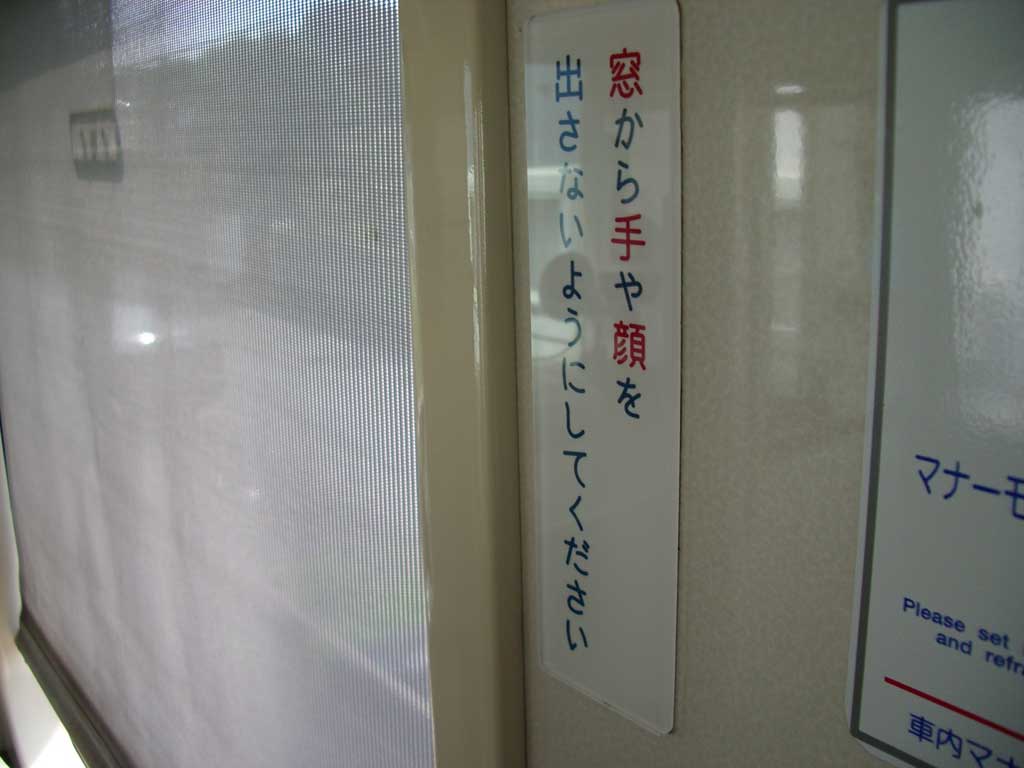 窓から手や顔を
出さないようにしてください
マナーモ
Please set
and refr
車内マナ